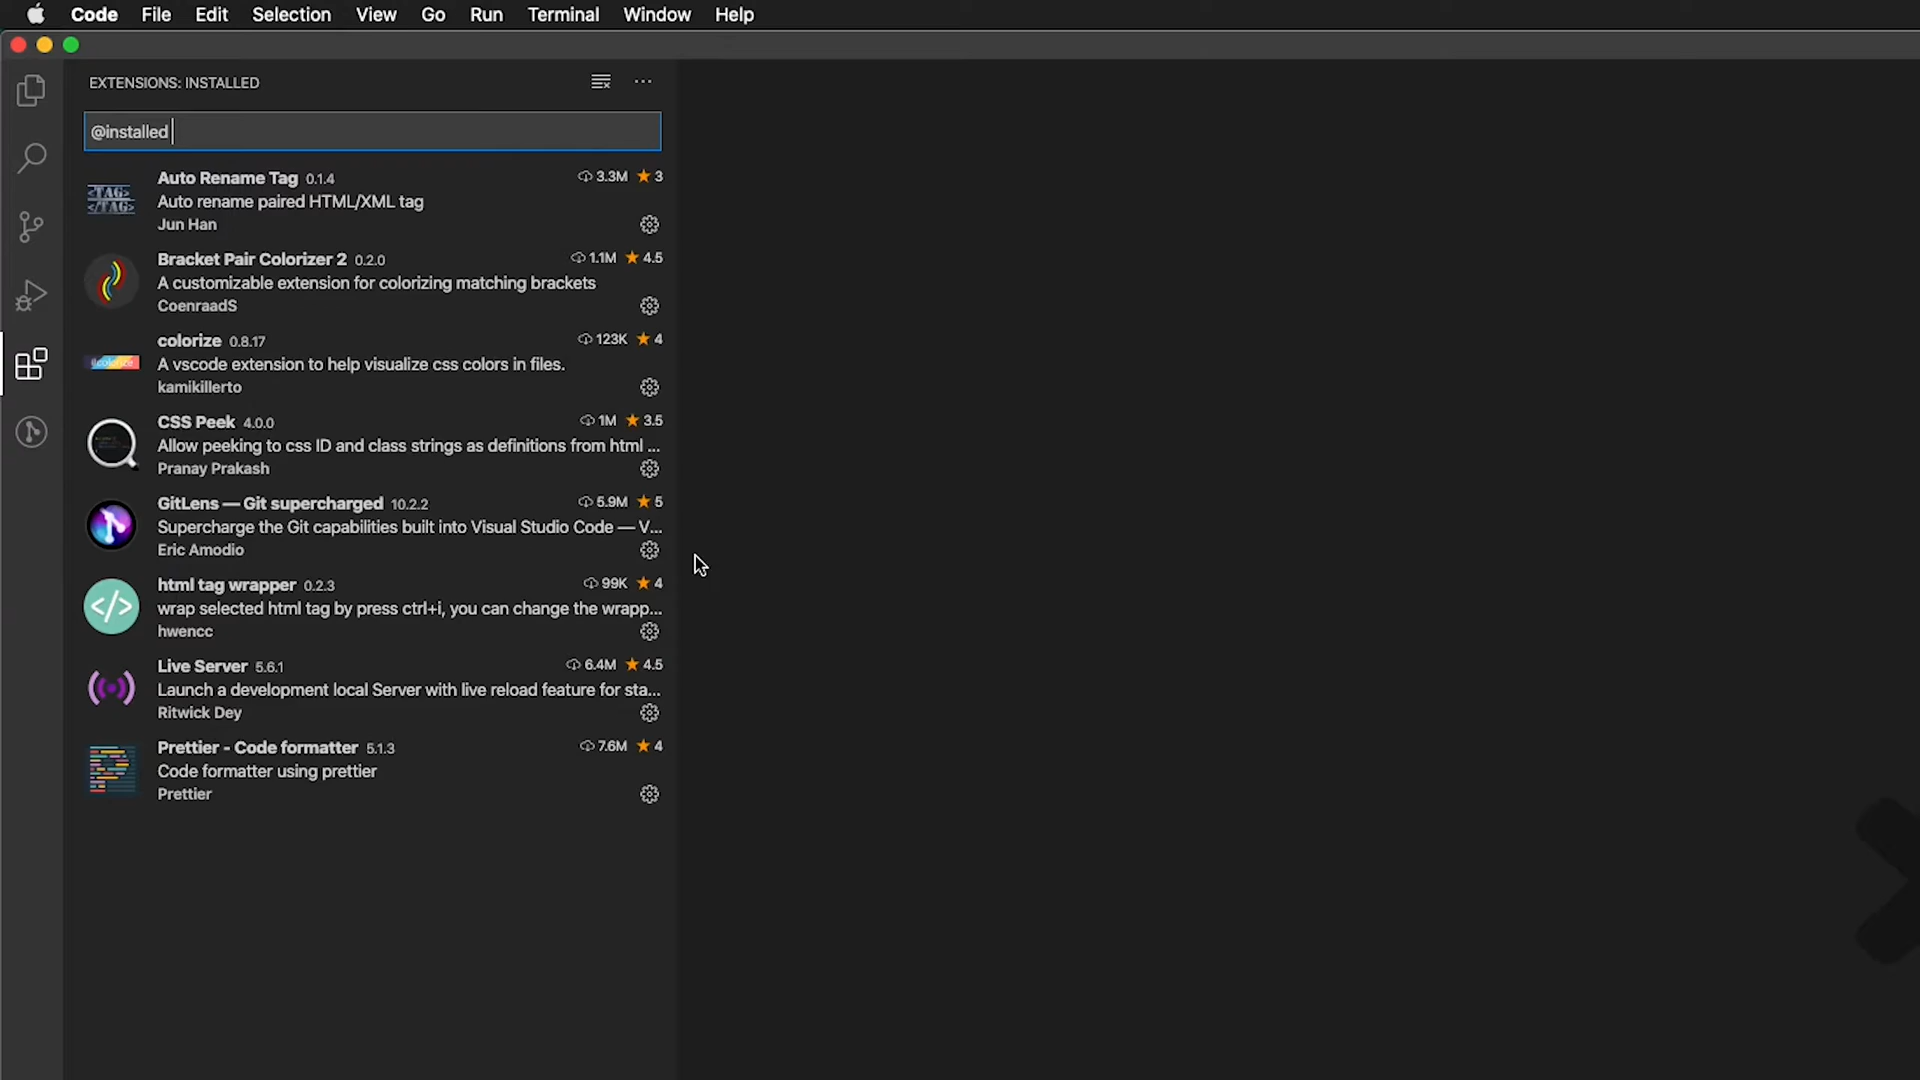 Code File Edit Selection View Go Run Terminal Window Help
EXTENSIONS: INSTALLED
@installed
<TAG>
</TAG>
Auto Rename Tag 0.1.4 3.3M ★ 3
Auto rename paired HTML/XML tag
Jun Han
Bracket Pair Colorizer 2 0.2.0 1.1M ★ 4.5
A customizable extension for colorizing matching brackets
CoenraadS
colorize 0.8.17 123K ★ 4
#colorize
A vscode extension to help visualize css colors in files.
kamikillerto
CSS Peek 4.0.0 1M ★ 3.5
Allow peeking to css ID and class strings as definitions from html ...
Pranay Prakash
GitLens — Git supercharged 10.2.2 5.9M ★ 5
Supercharge the Git capabilities built into Visual Studio Code — V...
Eric Amodio
html tag wrapper 0.2.3 99K ★ 4
</>
wrap selected html tag by press ctrl+i, you can change the wrapp...
hwencc
Live Server 5.6.1 6.4M ★ 4.5
Launch a development local Server with live reload feature for sta...
Ritwick Dey
Prettier - Code formatter 5.1.3 7.6M ★ 4
Code formatter using prettier
Prettier